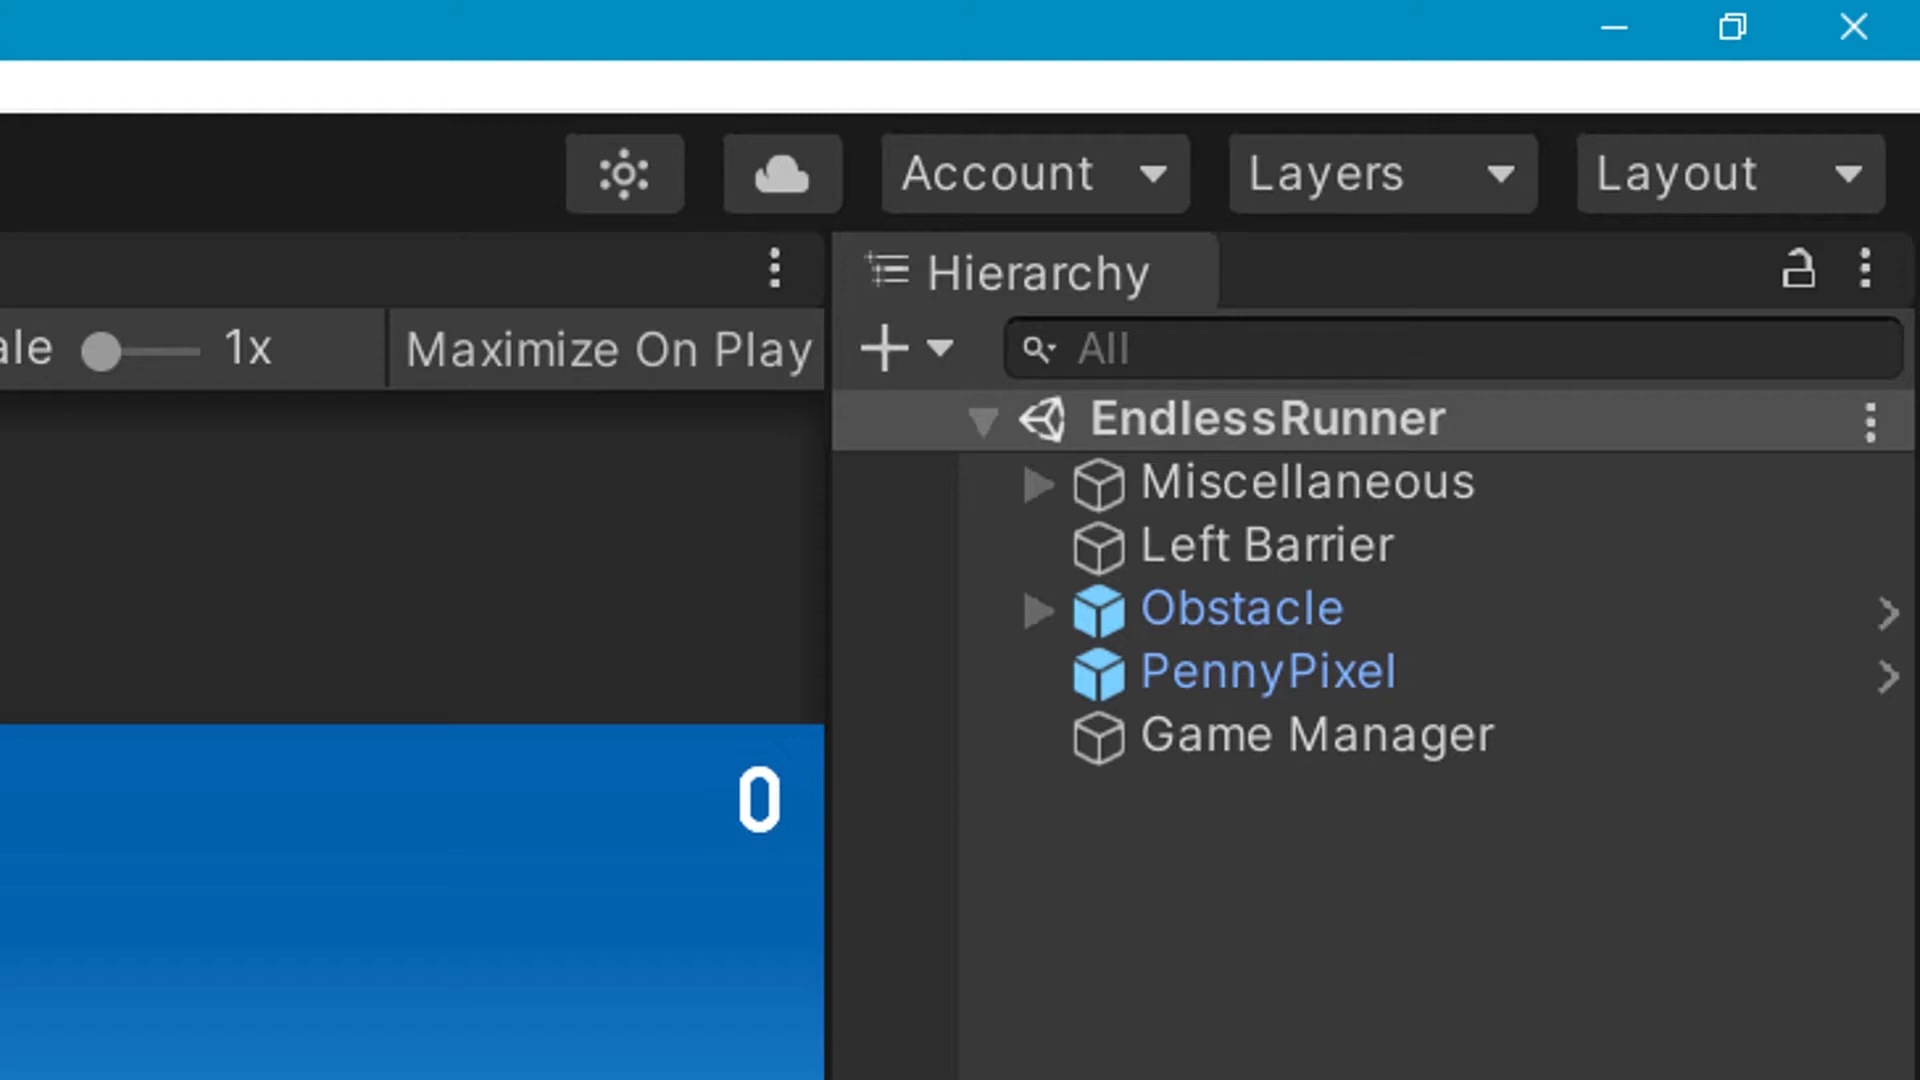 Account
Layers
Layout
Hierarchy
ale 1x Maximize On Play
All
EndlessRunner
Miscellaneous
Left Barrier
Obstacle
PennyPixel
Game Manager
0